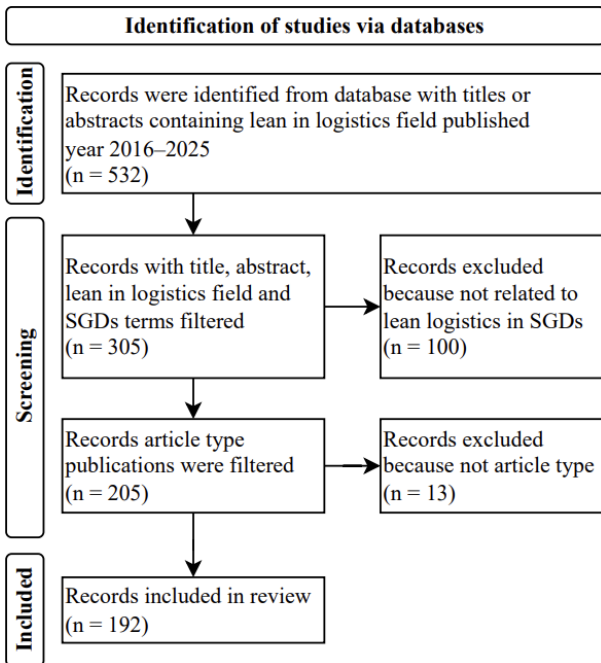 Identification of studies via databases
Identification
Records were identified from database with titles or
abstracts containing lean in logistics field published
year 2016–2025
(n = 532)
Screening
Records with title, abstract,
lean in logistics field and
SGDs terms filtered
(n = 305)
Records excluded
because not related to
lean logistics in SGDs
(n = 100)
Records article type
publications were filtered
(n = 205)
Records excluded
because not article type
(n = 13)
Included
Records included in review
(n = 192)